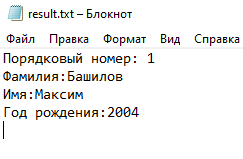 result.txt – Блокнот
Файл Правка Формат Вид Справка
Порядковый номер: 1
Фамилия:Башилов
Имя:Максим
Год рождения:2004